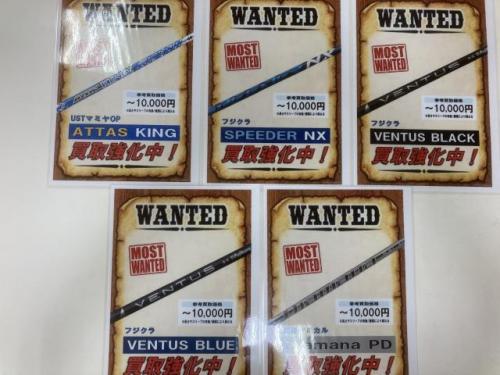 WANTED
MOST
WANTED
参考買取価格
～10,000円
USTマミヤOP
ATTAS KING
買取強化中！
WANTED
MOST
WANTED
NX
参考買取価格
～10,000円
フジクラ
SPEEDER NX
買取強化中！
WANTED
MOST
WANTED
VENTUS
参考買取価格
～10,000円
フジクラ
VENTUS BLACK
買取強化中！
WANTED
MOST
WANTED
VENTUS
参考買取価格
～10,000円
フジクラ
VENTUS BLUE
買取強化中！
WANTED
MOST
WANTED
参考買取価格
～10,000円
カル
amana PD
買取強化中！